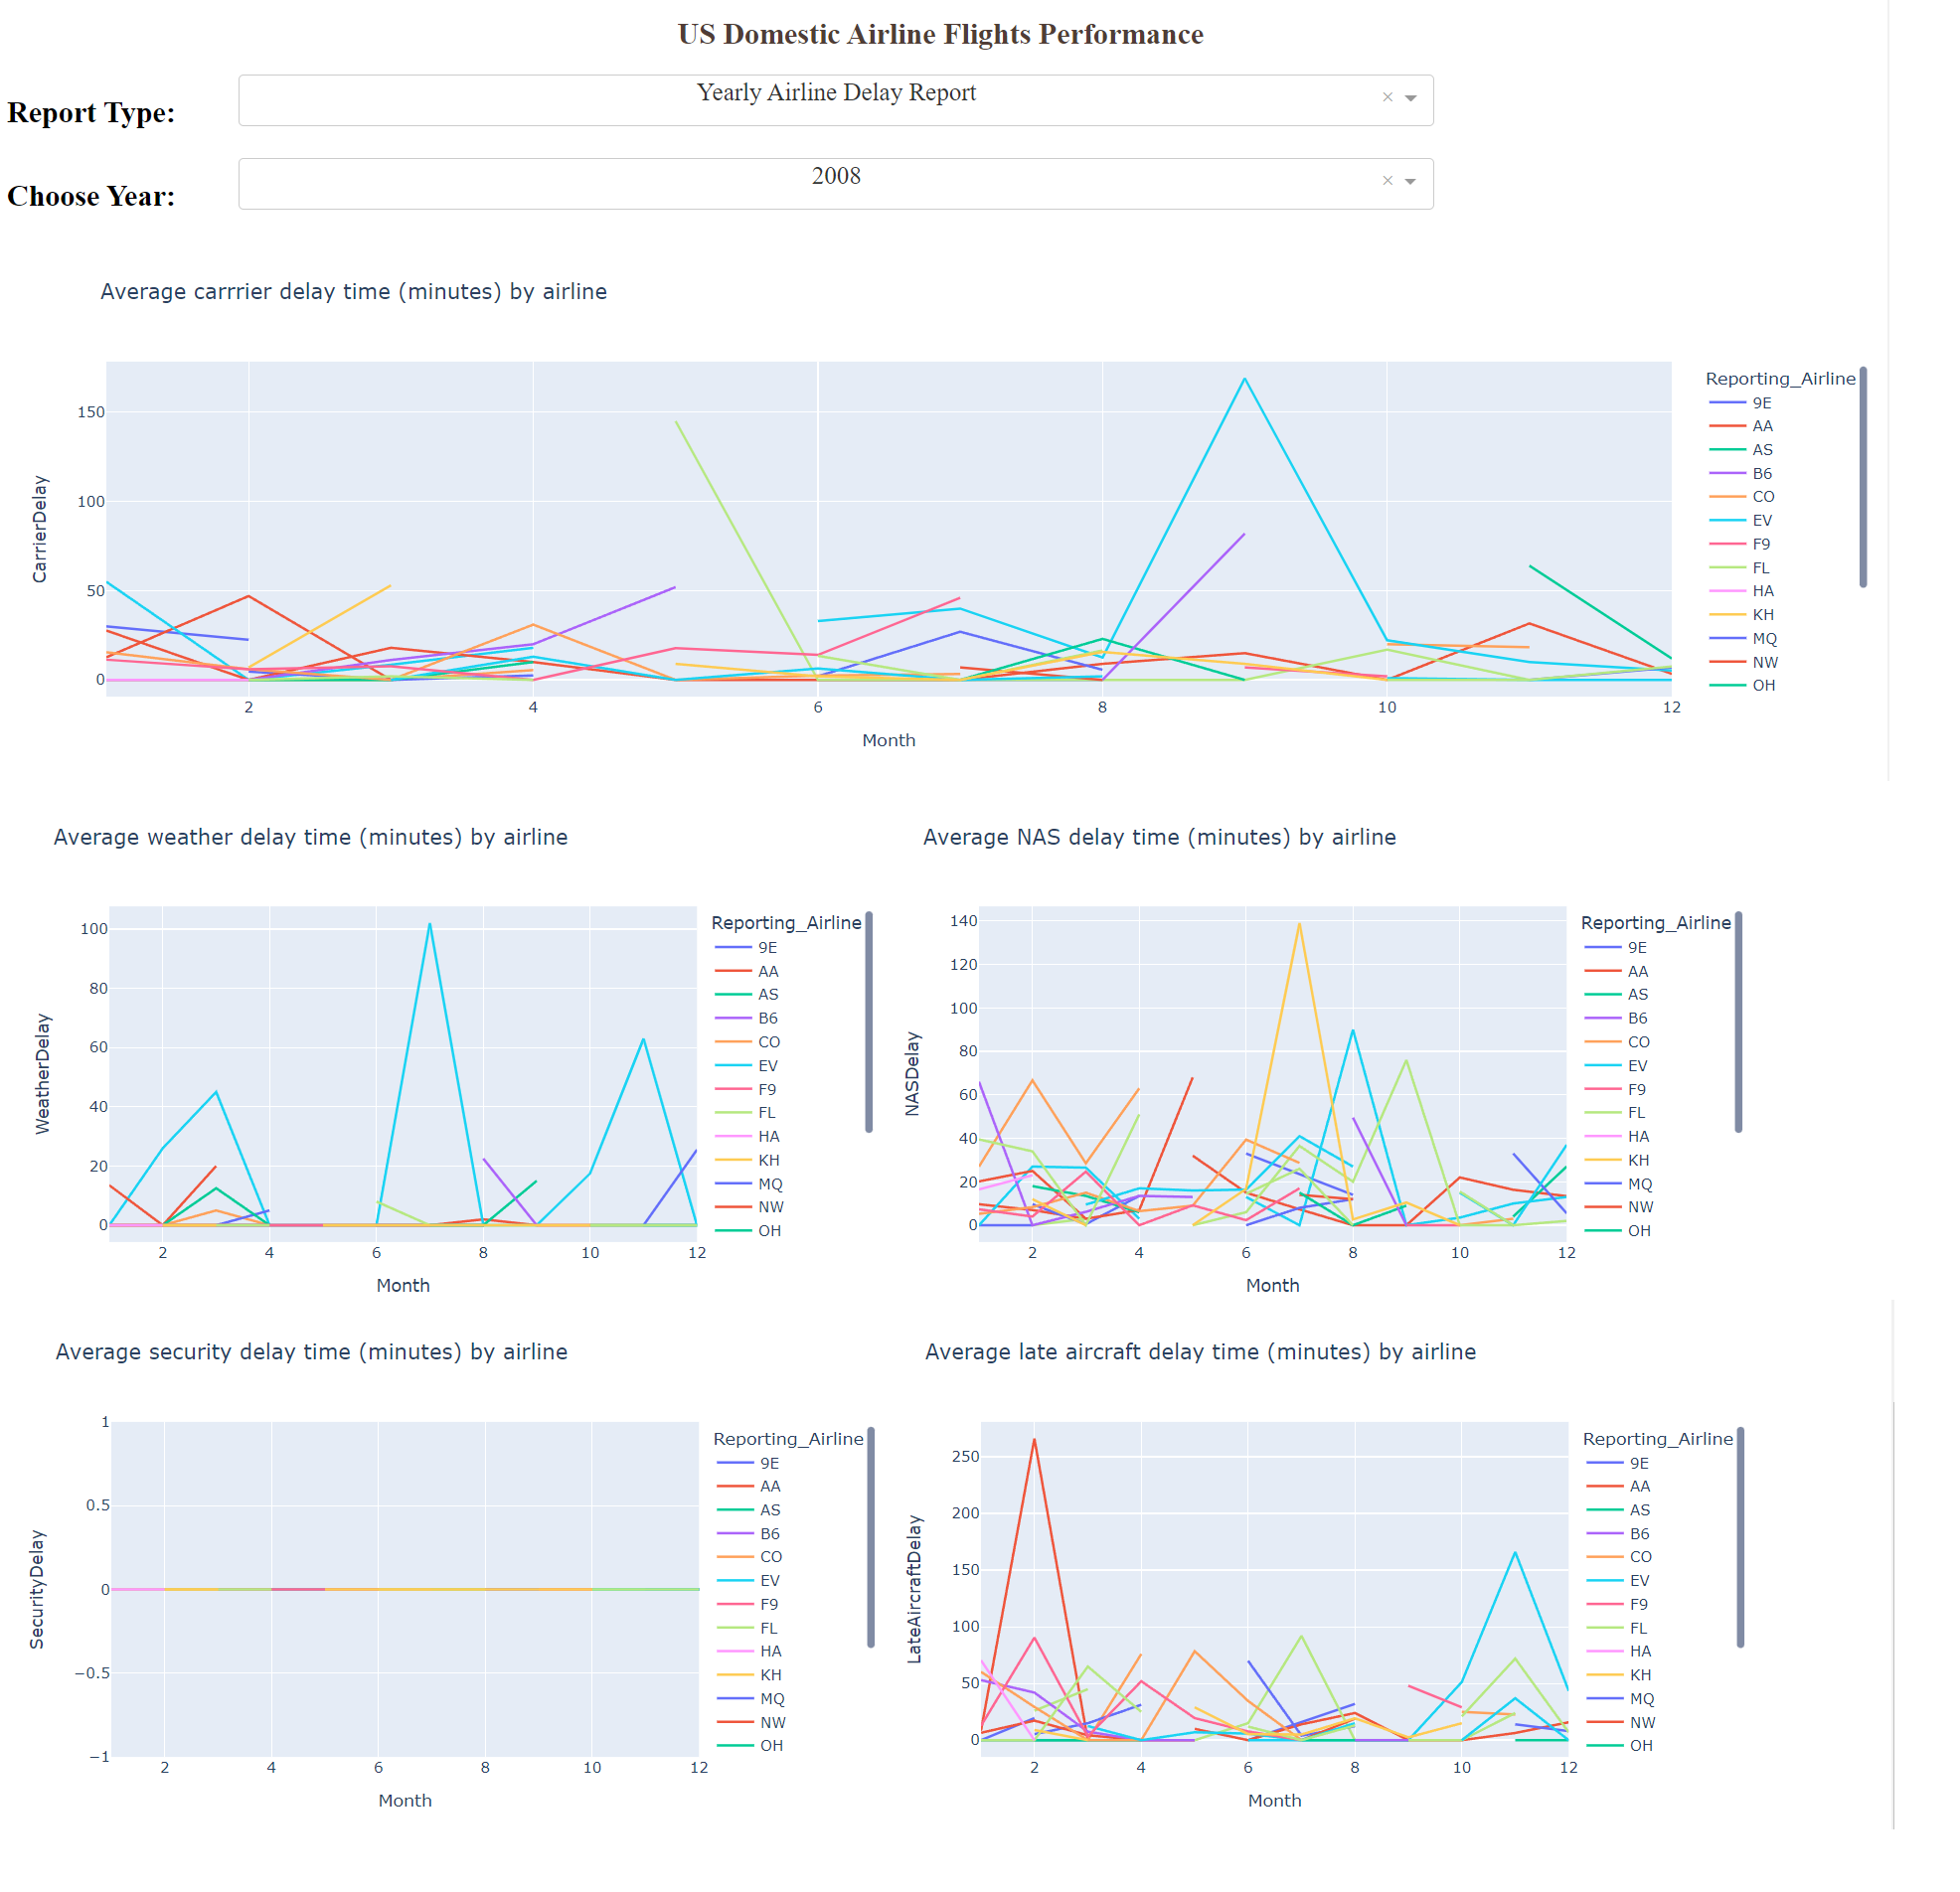 US Domestic Airline Flights Performance
Report Type:
Yearly Airline Delay Report
× 
Choose Year:
2008
×
Average carrrier delay time (minutes) by airline
CarrierDelay
150
100
50
0
2 4 6 8 10 12
Month
Reporting_Airline
9E
AA
AS
B6
CO
EV
F9
FL
HA
KH
MQ
NW
OH
Average weather delay time (minutes) by airline
WeatherDelay
100
80
60
40
20
0
2 4 6 8 10 12
Month
Reporting_Airline
9E
AA
AS
B6
CO
EV
F9
FL
HA
KH
MQ
NW
OH
Average NAS delay time (minutes) by airline
NASDelay
140
120
100
80
60
40
20
0
2 4 6 8 10 12
Month
Reporting_Airline
9E
AA
AS
B6
CO
EV
F9
FL
HA
KH
MQ
NW
OH
Average security delay time (minutes) by airline
SecurityDelay
1
0.5
0
−0.5
−1
2 4 6 8 10 12
Month
Reporting_Airline
9E
AA
AS
B6
CO
EV
F9
FL
HA
KH
MQ
NW
OH
Average late aircraft delay time (minutes) by airline
LateAircraftDelay
250
200
150
100
50
0
2 4 6 8 10 12
Month
Reporting_Airline
9E
AA
AS
B6
CO
EV
F9
FL
HA
KH
MQ
NW
OH